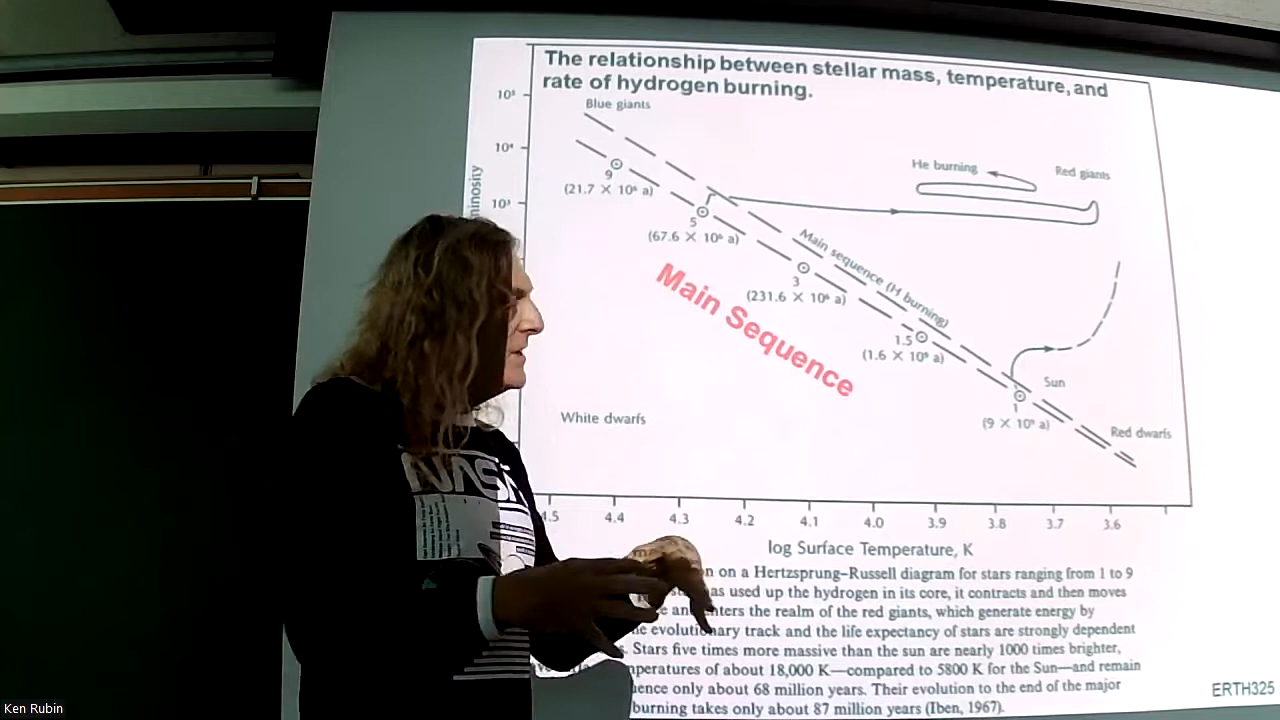 The relationship between stellar mass, temperature, and
rate of hydrogen burning.
10⁵
Blue giants
10⁴
He burning
Red giants
9
(21.7 × 10⁶ a)
10³
5
(67.6 × 10⁶ a)
Main sequence (H burning)
3
(231.6 × 10⁶ a)
Main Sequence
1.5
(1.6 × 10⁹ a)
Sun
1
(9 × 10⁹ a)
White dwarfs
Red dwarfs
NASA
4.4
4.3
4.2
4.1
4.0
3.9
3.8
3.7
3.6
log Surface Temperature, K
on a Hertzsprung–Russell diagram for stars ranging from 1 to 9
used up the hydrogen in its core, it contracts and then moves
the realm of the red giants, which generate energy by
evolutionary track and the life expectancy of stars are strongly dependent
Stars five times more massive than the sun are nearly 1000 times brighter,
of about 18,000 K—compared to 5800 K for the Sun—and remain
only about 68 million years. Their evolution to the end of the major
burning takes only about 87 million years (Iben, 1967).
ERTH325
Ken Rubin